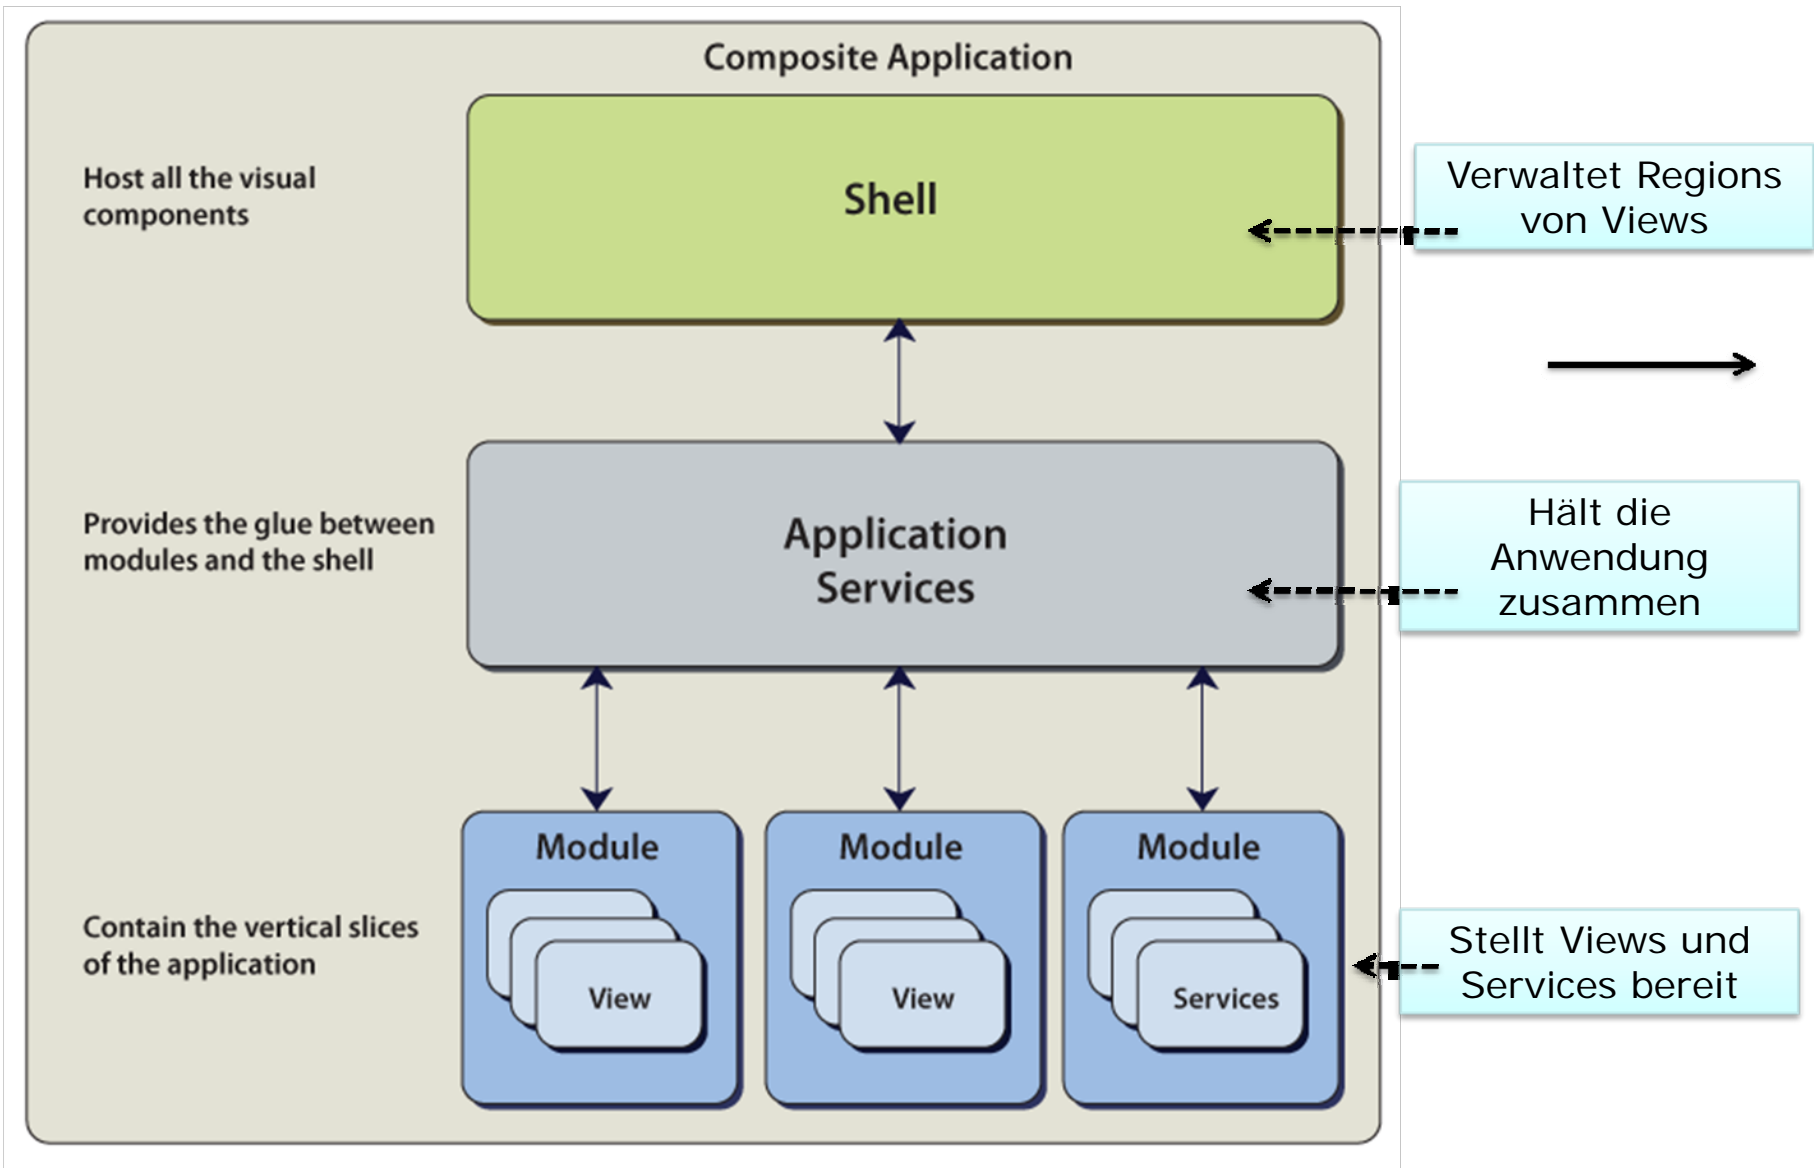 Composite Application
Host all the visual
components
Shell
Verwaltet Regions
von Views
Provides the glue between
modules and the shell
Application
Services
Hält die
Anwendung
zusammen
Module
Module
Module
Contain the vertical slices
of the application
View
View
Services
Stellt Views und
Services bereit